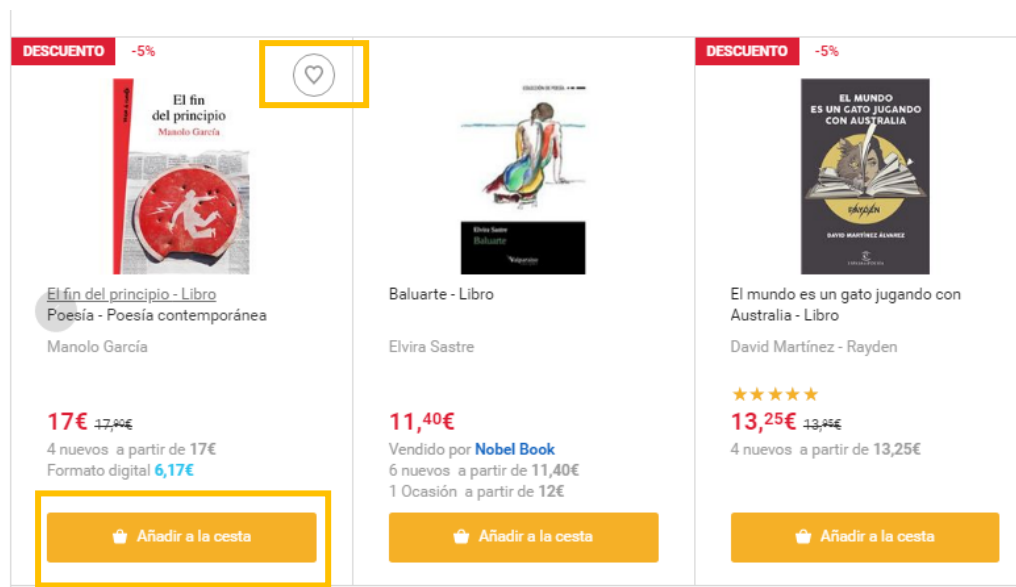 DESCUENTO -5%
El fin
del principio
Manolo García
El fin del principio - Libro
Poesía - Poesía contemporánea
Manolo García
17€ 17,90€
4 nuevos a partir de 17€
Formato digital 6,17€
Añadir a la cesta
Elvira Sastre
Baluarte
Valparaíso
Baluarte - Libro
Elvira Sastre
11,40€
Vendido por Nobel Book
6 nuevos a partir de 11,40€
1 Ocasión a partir de 12€
Añadir a la cesta
DESCUENTO -5%
EL MUNDO
ES UN GATO JUGANDO
CON AUSTRALIA
RAYDEN
DAVID MARTÍNEZ ÁLVAREZ
El mundo es un gato jugando con
Australia - Libro
David Martínez - Rayden
13,25€ 13,95€
4 nuevos a partir de 13,25€
Añadir a la cesta